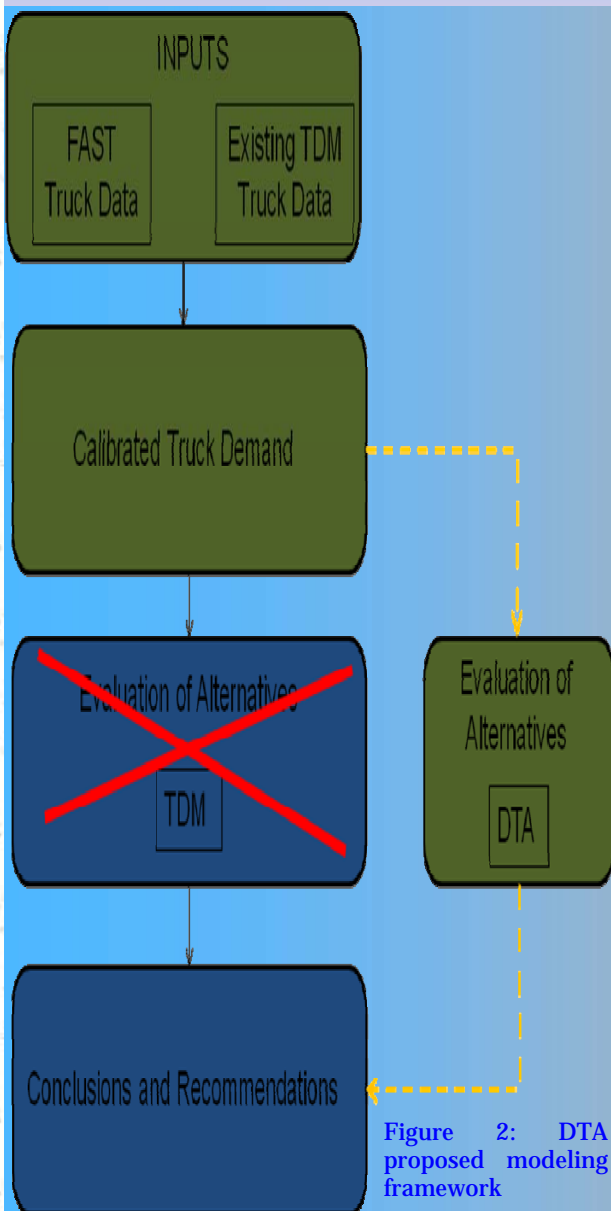 INPUTS
FAST
Truck Data
Existing TDM
Truck Data
Calibrated Truck Demand
Evaluation of Alternatives
TDM
Evaluation of
Alternatives
DTA
Conclusions and Recommendations
Figure 2: DTA
proposed modeling
framework